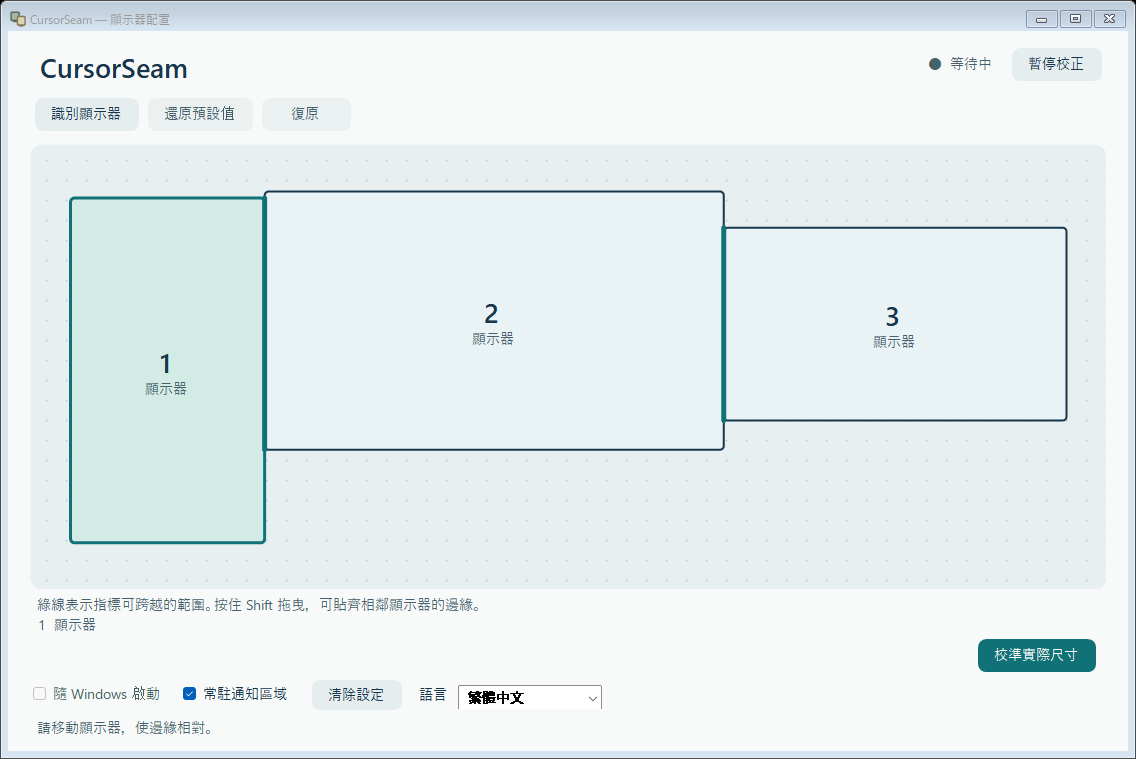 CursorSeam — 顯示器配置
CursorSeam
等待中
暫停校正
識別顯示器
還原預設值
復原
1
顯示器
2
顯示器
3
顯示器
綠線表示指標可跨越的範圍。按住 Shift 拖曳，可貼齊相鄰顯示器的邊緣。
1 顯示器
校準實際尺寸
隨 Windows 啟動
常駐通知區域
清除設定
語言
繁體中文
請移動顯示器，使邊緣相對。